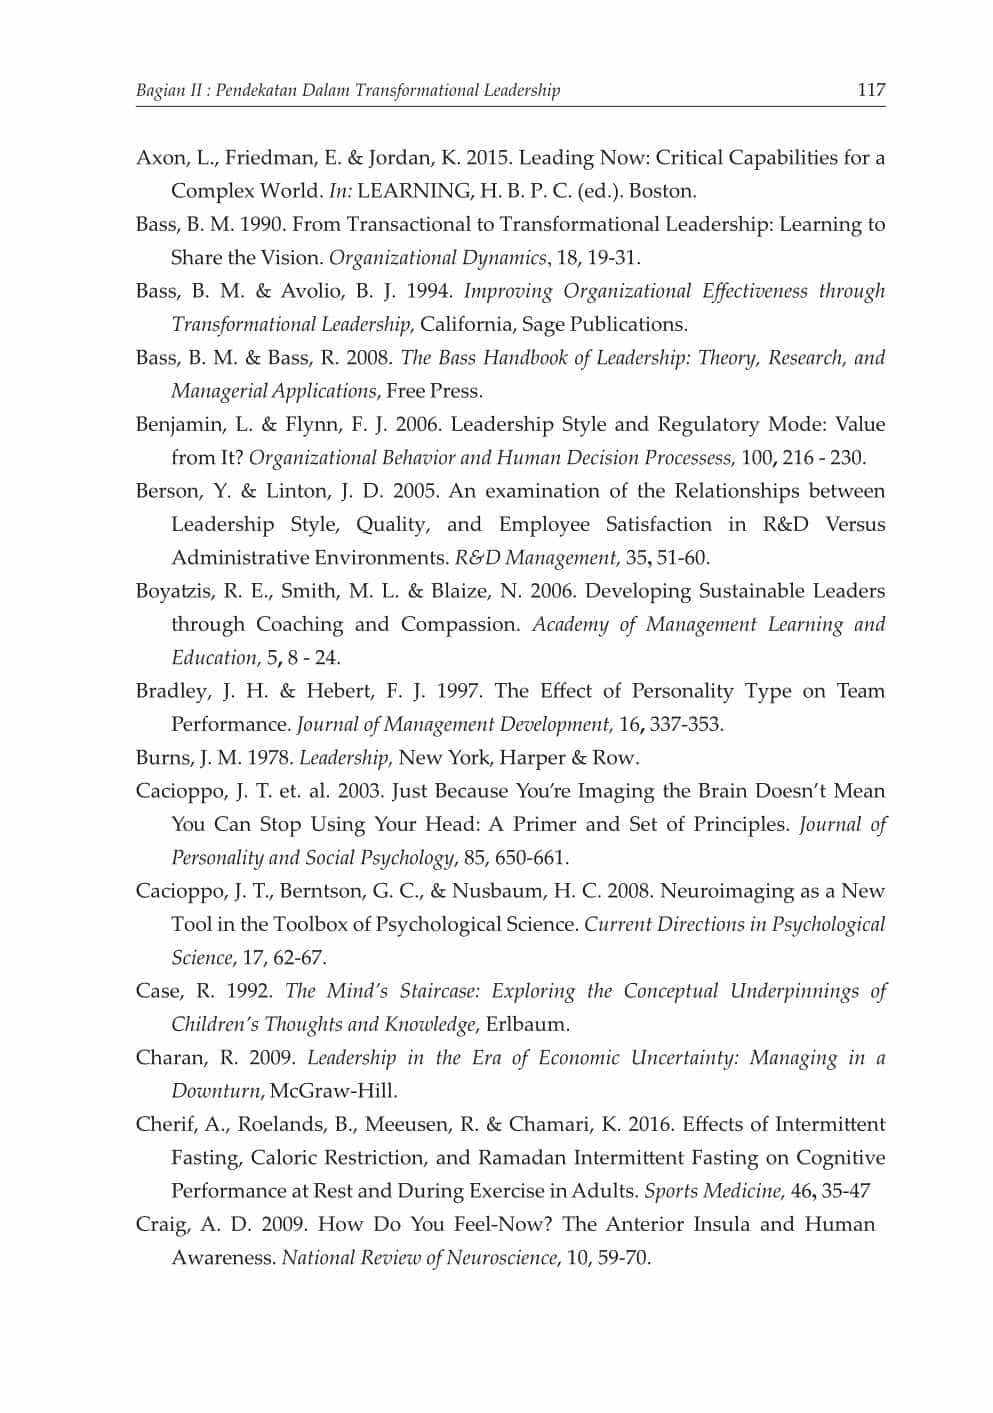 Bagian II : Pendekatan Dalam Transformational Leadership 117
Axon, L., Friedman, E. & Jordan, K. 2015. Leading Now: Critical Capabilities for a
Complex World. In: LEARNING, H. B. P. C. (ed.). Boston.
Bass, B. M. 1990. From Transactional to Transformational Leadership: Learning to
Share the Vision. Organizational Dynamics, 18, 19-31.
Bass, B. M. & Avolio, B. J. 1994. Improving Organizational Effectiveness through
Transformational Leadership, California, Sage Publications.
Bass, B. M. & Bass, R. 2008. The Bass Handbook of Leadership: Theory, Research, and
Managerial Applications, Free Press.
Benjamin, L. & Flynn, F. J. 2006. Leadership Style and Regulatory Mode: Value
from It? Organizational Behavior and Human Decision Processess, 100, 216 - 230.
Berson, Y. & Linton, J. D. 2005. An examination of the Relationships between
Leadership Style, Quality, and Employee Satisfaction in R&D Versus
Administrative Environments. R&D Management, 35, 51-60.
Boyatzis, R. E., Smith, M. L. & Blaize, N. 2006. Developing Sustainable Leaders
through Coaching and Compassion. Academy of Management Learning and
Education, 5, 8 - 24.
Bradley, J. H. & Hebert, F. J. 1997. The Effect of Personality Type on Team
Performance. Journal of Management Development, 16, 337-353.
Burns, J. M. 1978. Leadership, New York, Harper & Row.
Cacioppo, J. T. et. al. 2003. Just Because You're Imaging the Brain Doesn't Mean
You Can Stop Using Your Head: A Primer and Set of Principles. Journal of
Personality and Social Psychology, 85, 650-661.
Cacioppo, J. T., Berntson, G. C., & Nusbaum, H. C. 2008. Neuroimaging as a New
Tool in the Toolbox of Psychological Science. Current Directions in Psychological
Science, 17, 62-67.
Case, R. 1992. The Mind's Staircase: Exploring the Conceptual Underpinnings of
Children's Thoughts and Knowledge, Erlbaum.
Charan, R. 2009. Leadership in the Era of Economic Uncertainty: Managing in a
Downturn, McGraw-Hill.
Cherif, A., Roelands, B., Meeusen, R. & Chamari, K. 2016. Effects of Intermittent
Fasting, Caloric Restriction, and Ramadan Intermittent Fasting on Cognitive
Performance at Rest and During Exercise in Adults. Sports Medicine, 46, 35-47
Craig, A. D. 2009. How Do You Feel-Now? The Anterior Insula and Human
Awareness. National Review of Neuroscience, 10, 59-70.